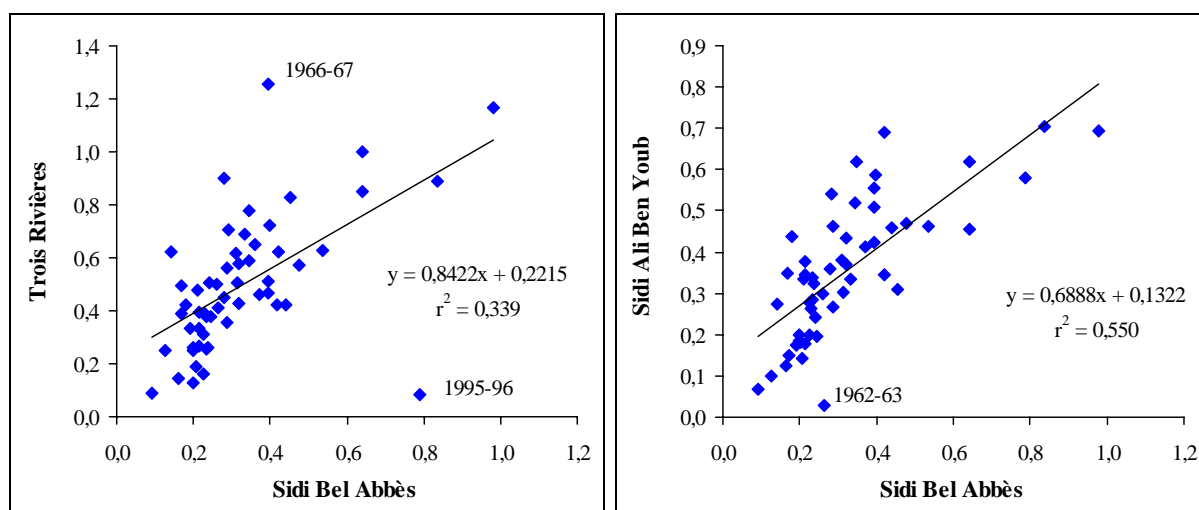 1,4
1,2
1,0
0,8
0,6
0,4
0,2
0,0
Trois Rivières
1966-67
y = 0,8422x + 0,2215
r² = 0,339
1995-96
0,0 0,2 0,4 0,6 0,8 1,0 1,2
Sidi Bel Abbès
0,9
0,8
0,7
0,6
0,5
0,4
0,3
0,2
0,1
0,0
Sidi Ali Ben Youb
y = 0,6888x + 0,1322
r² = 0,550
1962-63
0,0 0,2 0,4 0,6 0,8 1,0 1,2
Sidi Bel Abbès